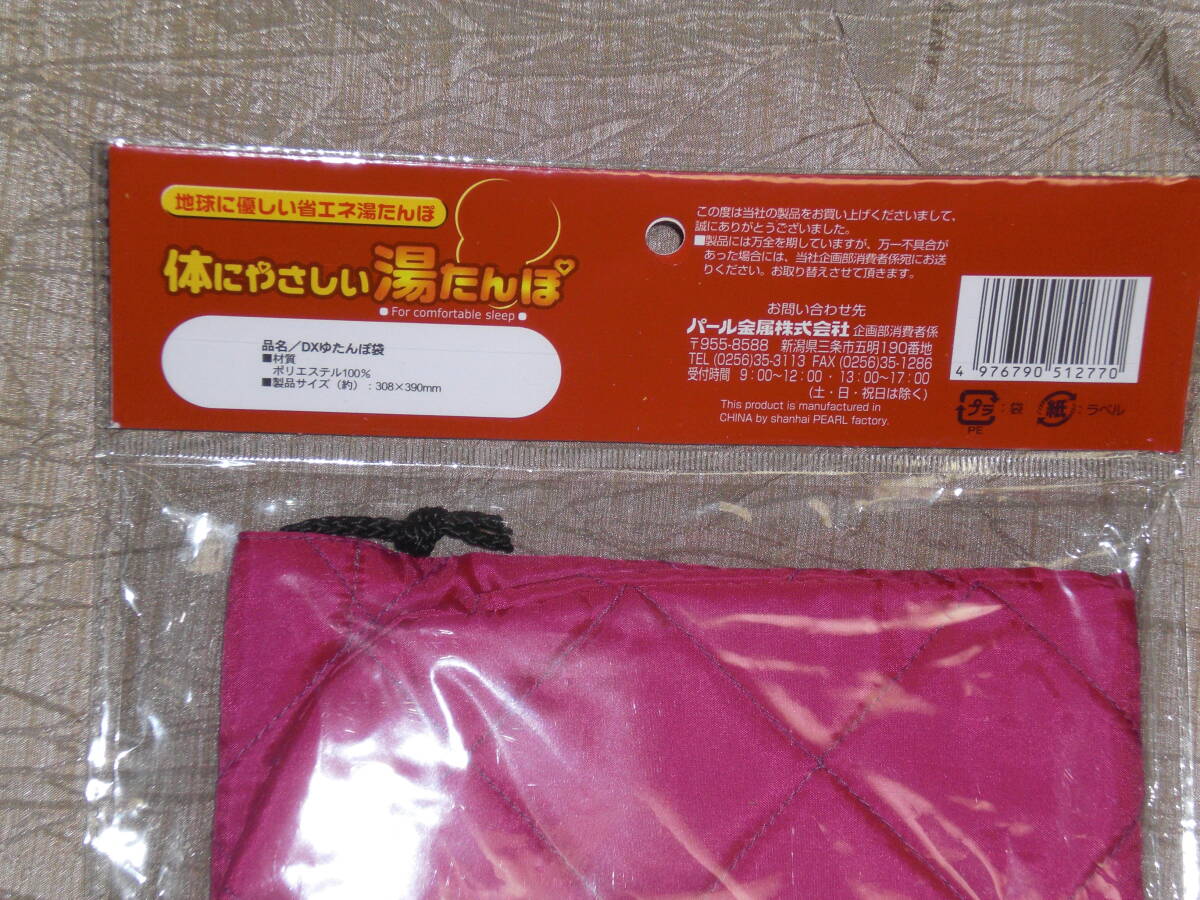 地球に優しい省エネ湯たんぽ
体にやさしい湯たんぽ
For comfortable sleep
品名/DXゆたんぽ袋
■材質
ポリエステル100%
■製品サイズ(約):308×390mm
この度は当社の製品をお買い上げくださいまして、
誠にありがとうございました。
■製品には万全を期していますが、万一不具合が
あった場合には、当社企画部消費者係宛にお送
りください。お取り替えさせて頂きます。
お問い合わせ先
パール金属株式会社 企画部消費者係
〒955-8588 新潟県三条市五明190番地
TEL (0256)35-3113 FAX (0256)35-1286
受付時間 9:00〜12:00・13:00〜17:00
(土・日・祝日は除く)
This product is manufactured in
CHINA by shanhai PEARL factory.
4 976790 512770
プラ:袋 紙:ラベル
PE